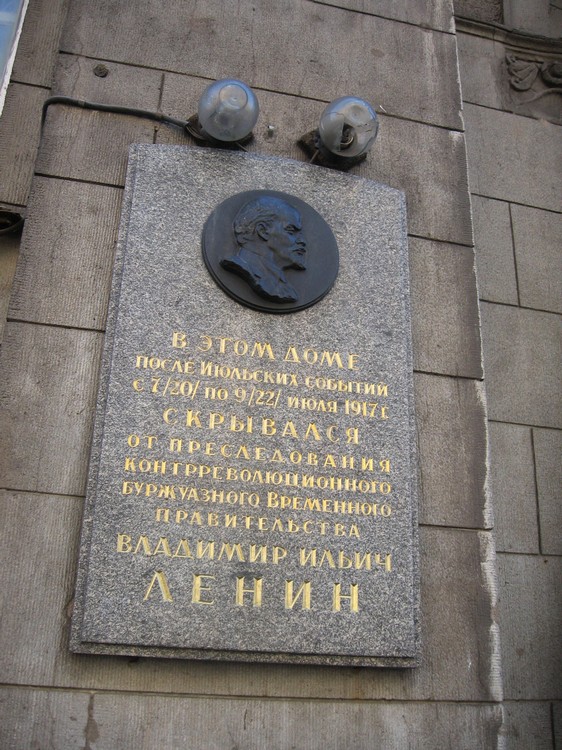 В ЭТОМ ДОМЕ
ПОСЛЕ ИЮЛЬСКИХ СОБЫТИЙ
С 7/20/ ПО 9/22/ ИЮЛЯ 1917 Г.
СКРЫВАЛСЯ
ОТ ПРЕСЛЕДОВАНИЯ
КОНТРРЕВОЛЮЦИОННОГО
БУРЖУАЗНОГО ВРЕМЕННОГО
ПРАВИТЕЛЬСТВА
ВЛАДИМИР ИЛЬИЧ
ЛЕНИН